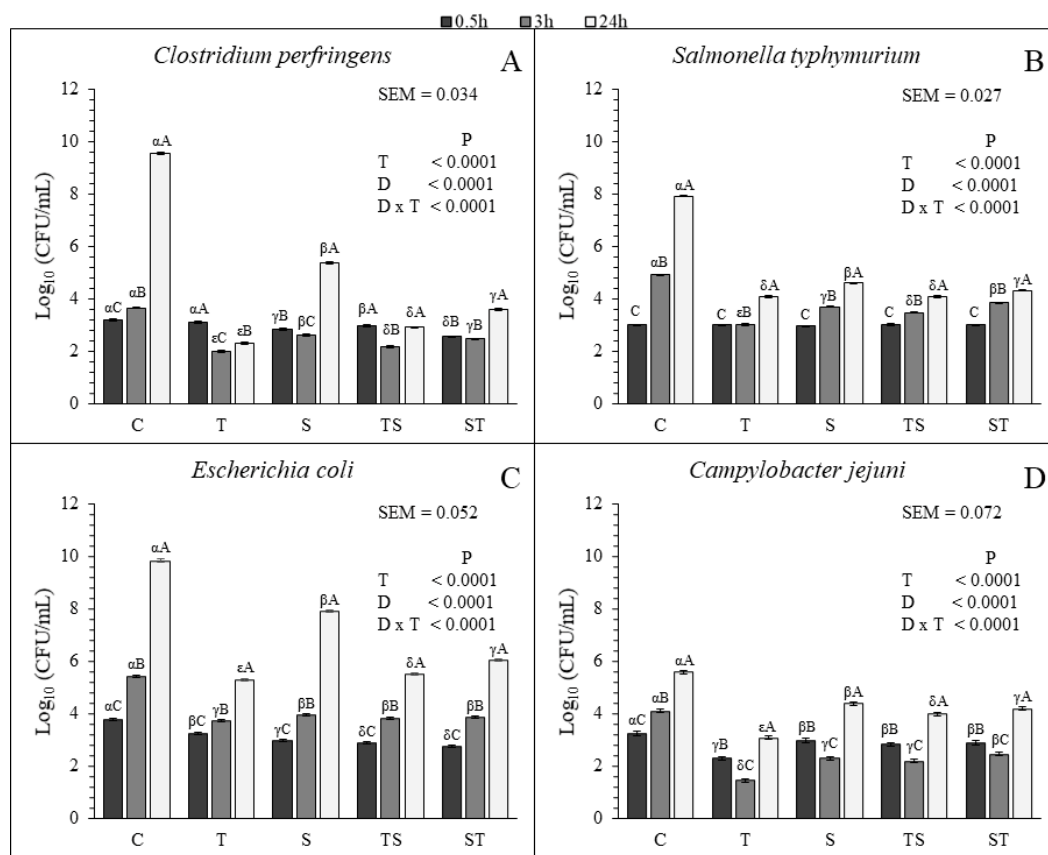 0.5h 3h 24h
Clostridium perfringens A
SEM = 0.034
P
T < 0.0001
D < 0.0001
D x T < 0.0001
Log10 (CFU/mL)
12
10
8
6
4
2
0
αC αB αA
αA εC εB
γB βC βA
βA δB δA
δB γB γA
C T S TS ST
Salmonella typhymurium B
SEM = 0.027
P
T < 0.0001
D < 0.0001
D x T < 0.0001
Log10 (CFU/mL)
12
10
8
6
4
2
0
C αB αA
C εB δA
C γB βA
C δB δA
C βB γA
C T S TS ST
Escherichia coli C
SEM = 0.052
P
T < 0.0001
D < 0.0001
D x T < 0.0001
Log10 (CFU/mL)
12
10
8
6
4
2
0
αC αB αA
βC γB εA
γC βB βA
δC βB δA
δC βB γA
C T S TS ST
Campylobacter jejuni D
SEM = 0.072
P
T < 0.0001
D < 0.0001
D x T < 0.0001
Log10 (CFU/mL)
12
10
8
6
4
2
0
αC αB αA
γB δC εA
βB γC βA
βB γC δA
βB βC γA
C T S TS ST